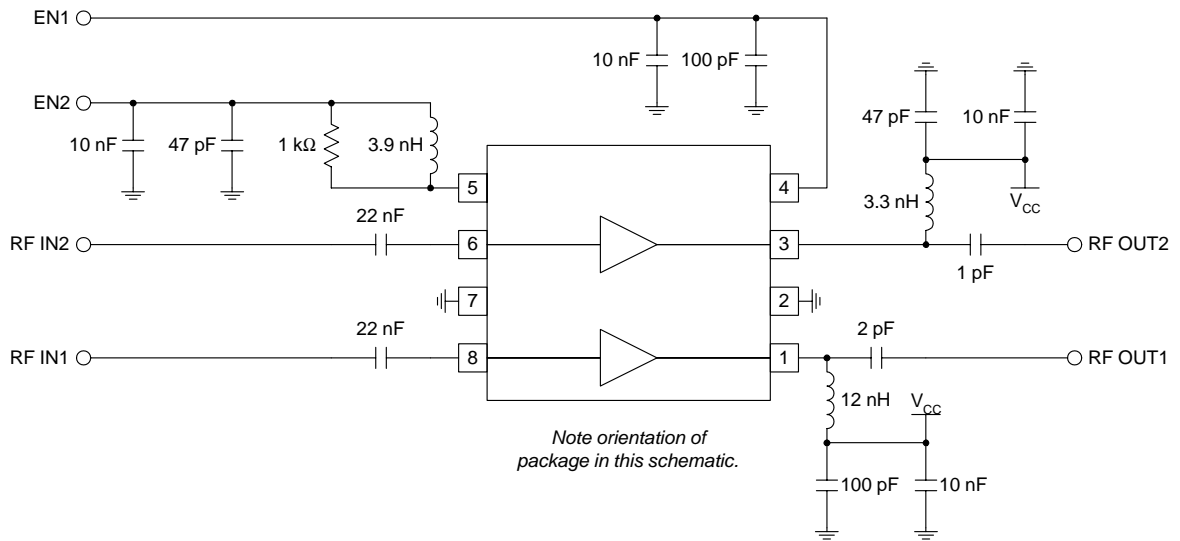 EN1
10 nF
100 pF
EN2
47 pF
10 nF
10 nF
47 pF
1 kΩ
3.9 nH
5
4
3.3 nH
VCC
22 nF
RF IN2
6
3
RF OUT2
1 pF
7
2
22 nF
2 pF
RF IN1
8
1
RF OUT1
12 nH
VCC
Note orientation of
package in this schematic.
100 pF
10 nF